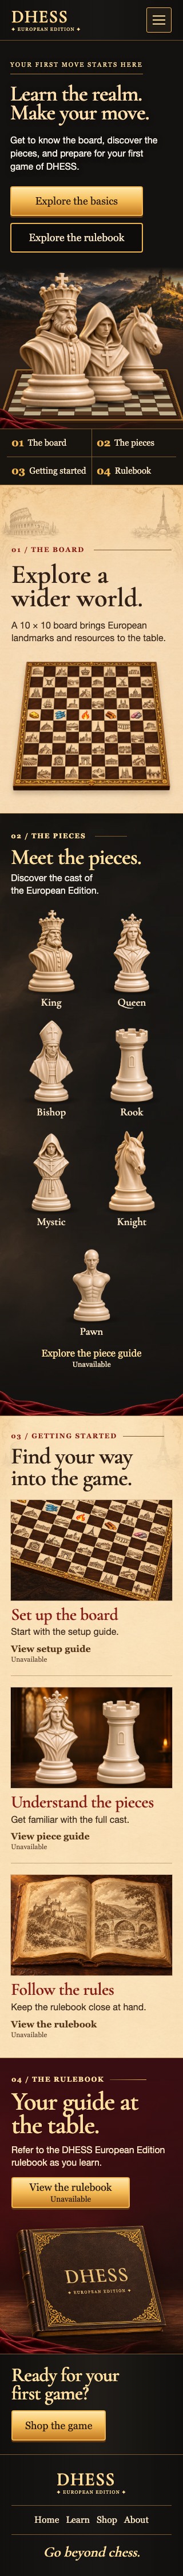 DHESS
✦ EUROPEAN EDITION ✦
YOUR FIRST MOVE STARTS HERE
Learn the realm.
Make your move.
Get to know the board, discover the
pieces, and prepare for your first
game of DHESS.
Explore the basics
Explore the rulebook
01 The board
02 The pieces
03 Getting started
04 Rulebook
01 / THE BOARD
Explore a
wider world.
A 10 × 10 board brings European
landmarks and resources to the table.
02 / THE PIECES
Meet the pieces.
Discover the cast of
the European Edition.
King
Queen
Bishop
Rook
Mystic
Knight
Pawn
Explore the piece guide
Unavailable
03 / GETTING STARTED
Find your way
into the game.
Set up the board
Start with the setup guide.
View setup guide
Unavailable
Understand the pieces
Get familiar with the full cast.
View piece guide
Unavailable
Follow the rules
Keep the rulebook close at hand.
View the rulebook
Unavailable
04 / THE RULEBOOK
Your guide at
the table.
Refer to the DHESS European Edition
rulebook as you learn.
View the rulebook
Unavailable
DHESS
✦ EUROPEAN EDITION ✦
Ready for your
first game?
Shop the game
DHESS
✦ EUROPEAN EDITION ✦
Home Learn Shop About
Go beyond chess.